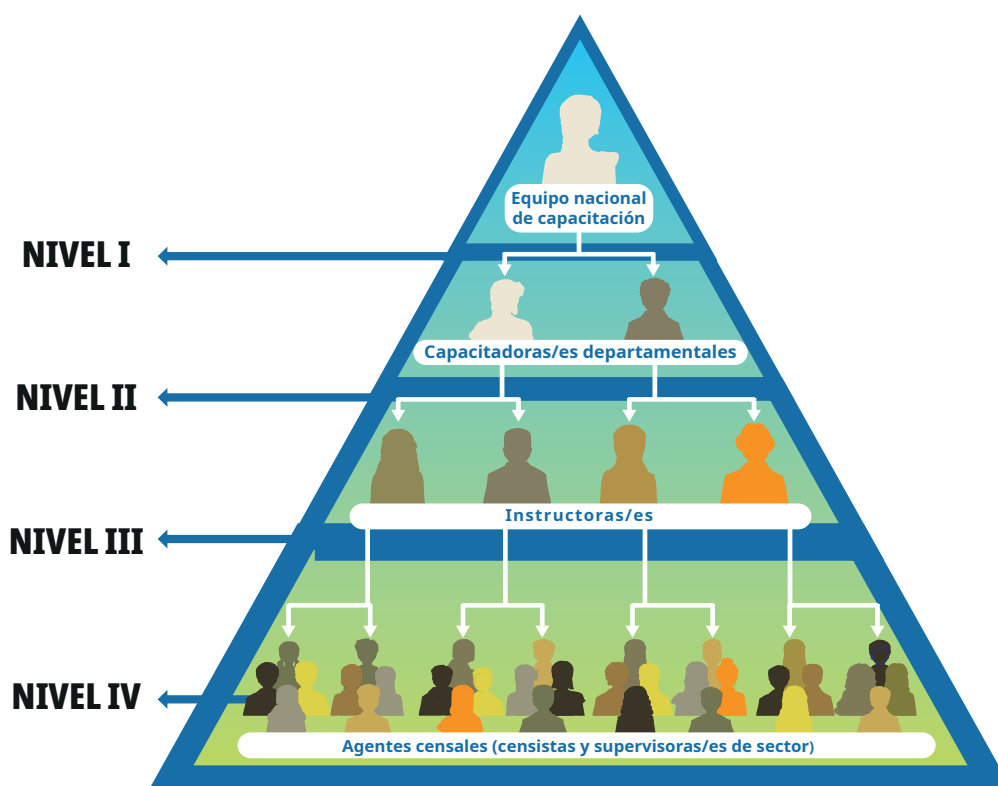 Equipo nacional
de capacitación
NIVEL I
Capacitadoras/es departamentales
NIVEL II
Instructoras/es
NIVEL III
NIVEL IV
Agentes censales (censistas y supervisoras/es de sector)